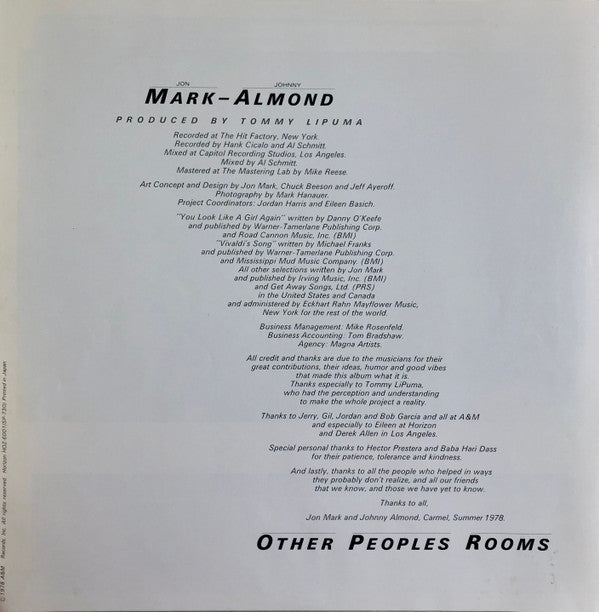 JON JOHNNY
MARK–ALMOND
PRODUCED BY TOMMY LIPUMA
Recorded at The Hit Factory, New York.
Recorded by Hank Cicalo and Al Schmitt.
Mixed at Capitol Recording Studios, Los Angeles.
Mixed by Al Schmitt.
Mastered at The Mastering Lab by Mike Reese.
Art Concept and Design by Jon Mark, Chuck Beeson and Jeff Ayeroff.
Photography by Mark Hanauer.
Project Coordinators: Jordan Harris and Eileen Basich.
"You Look Like A Girl Again" written by Danny O'Keefe
and published by Warner-Tamerlane Publishing Corp.
and Road Cannon Music, Inc. (BMI)
"Vivaldi's Song" written by Michael Franks
and published by Warner-Tamerlane Publishing Corp.
and Mississippi Mud Music Company. (BMI)
All other selections written by Jon Mark
and published by Irving Music, Inc. (BMI)
and Get Away Songs, Ltd. (PRS)
in the United States and Canada
and administered by Eckhart Rahn Mayflower Music,
New York for the rest of the world.
Business Management: Mike Rosenfeld.
Business Accounting: Tom Bradshaw.
Agency: Magna Artists.
All credit and thanks are due to the musicians for their
great contributions, their ideas, humor and good vibes
that made this album what it is.
Thanks especially to Tommy LiPuma,
who had the perception and understanding
to make the whole project a reality.
Thanks to Jerry, Gil, Jordan and Bob Garcia and all at A&M
and especially to Eileen at Horizon
and Derek Allen in Los Angeles.
Special personal thanks to Hector Prestera and Baba Hari Dass
for their patience, tolerance and kindness.
And lastly, thanks to all the people who helped in ways
they probably don't realize, and all our friends
that we know, and those we have yet to know.
Thanks to all,
Jon Mark and Johnny Almond, Carmel, Summer 1978.
OTHER PEOPLES ROOMS
© 1978 A&M Records, Inc. All rights reserved. Horizon HOZ-6001(SP-730) Printed in Japan